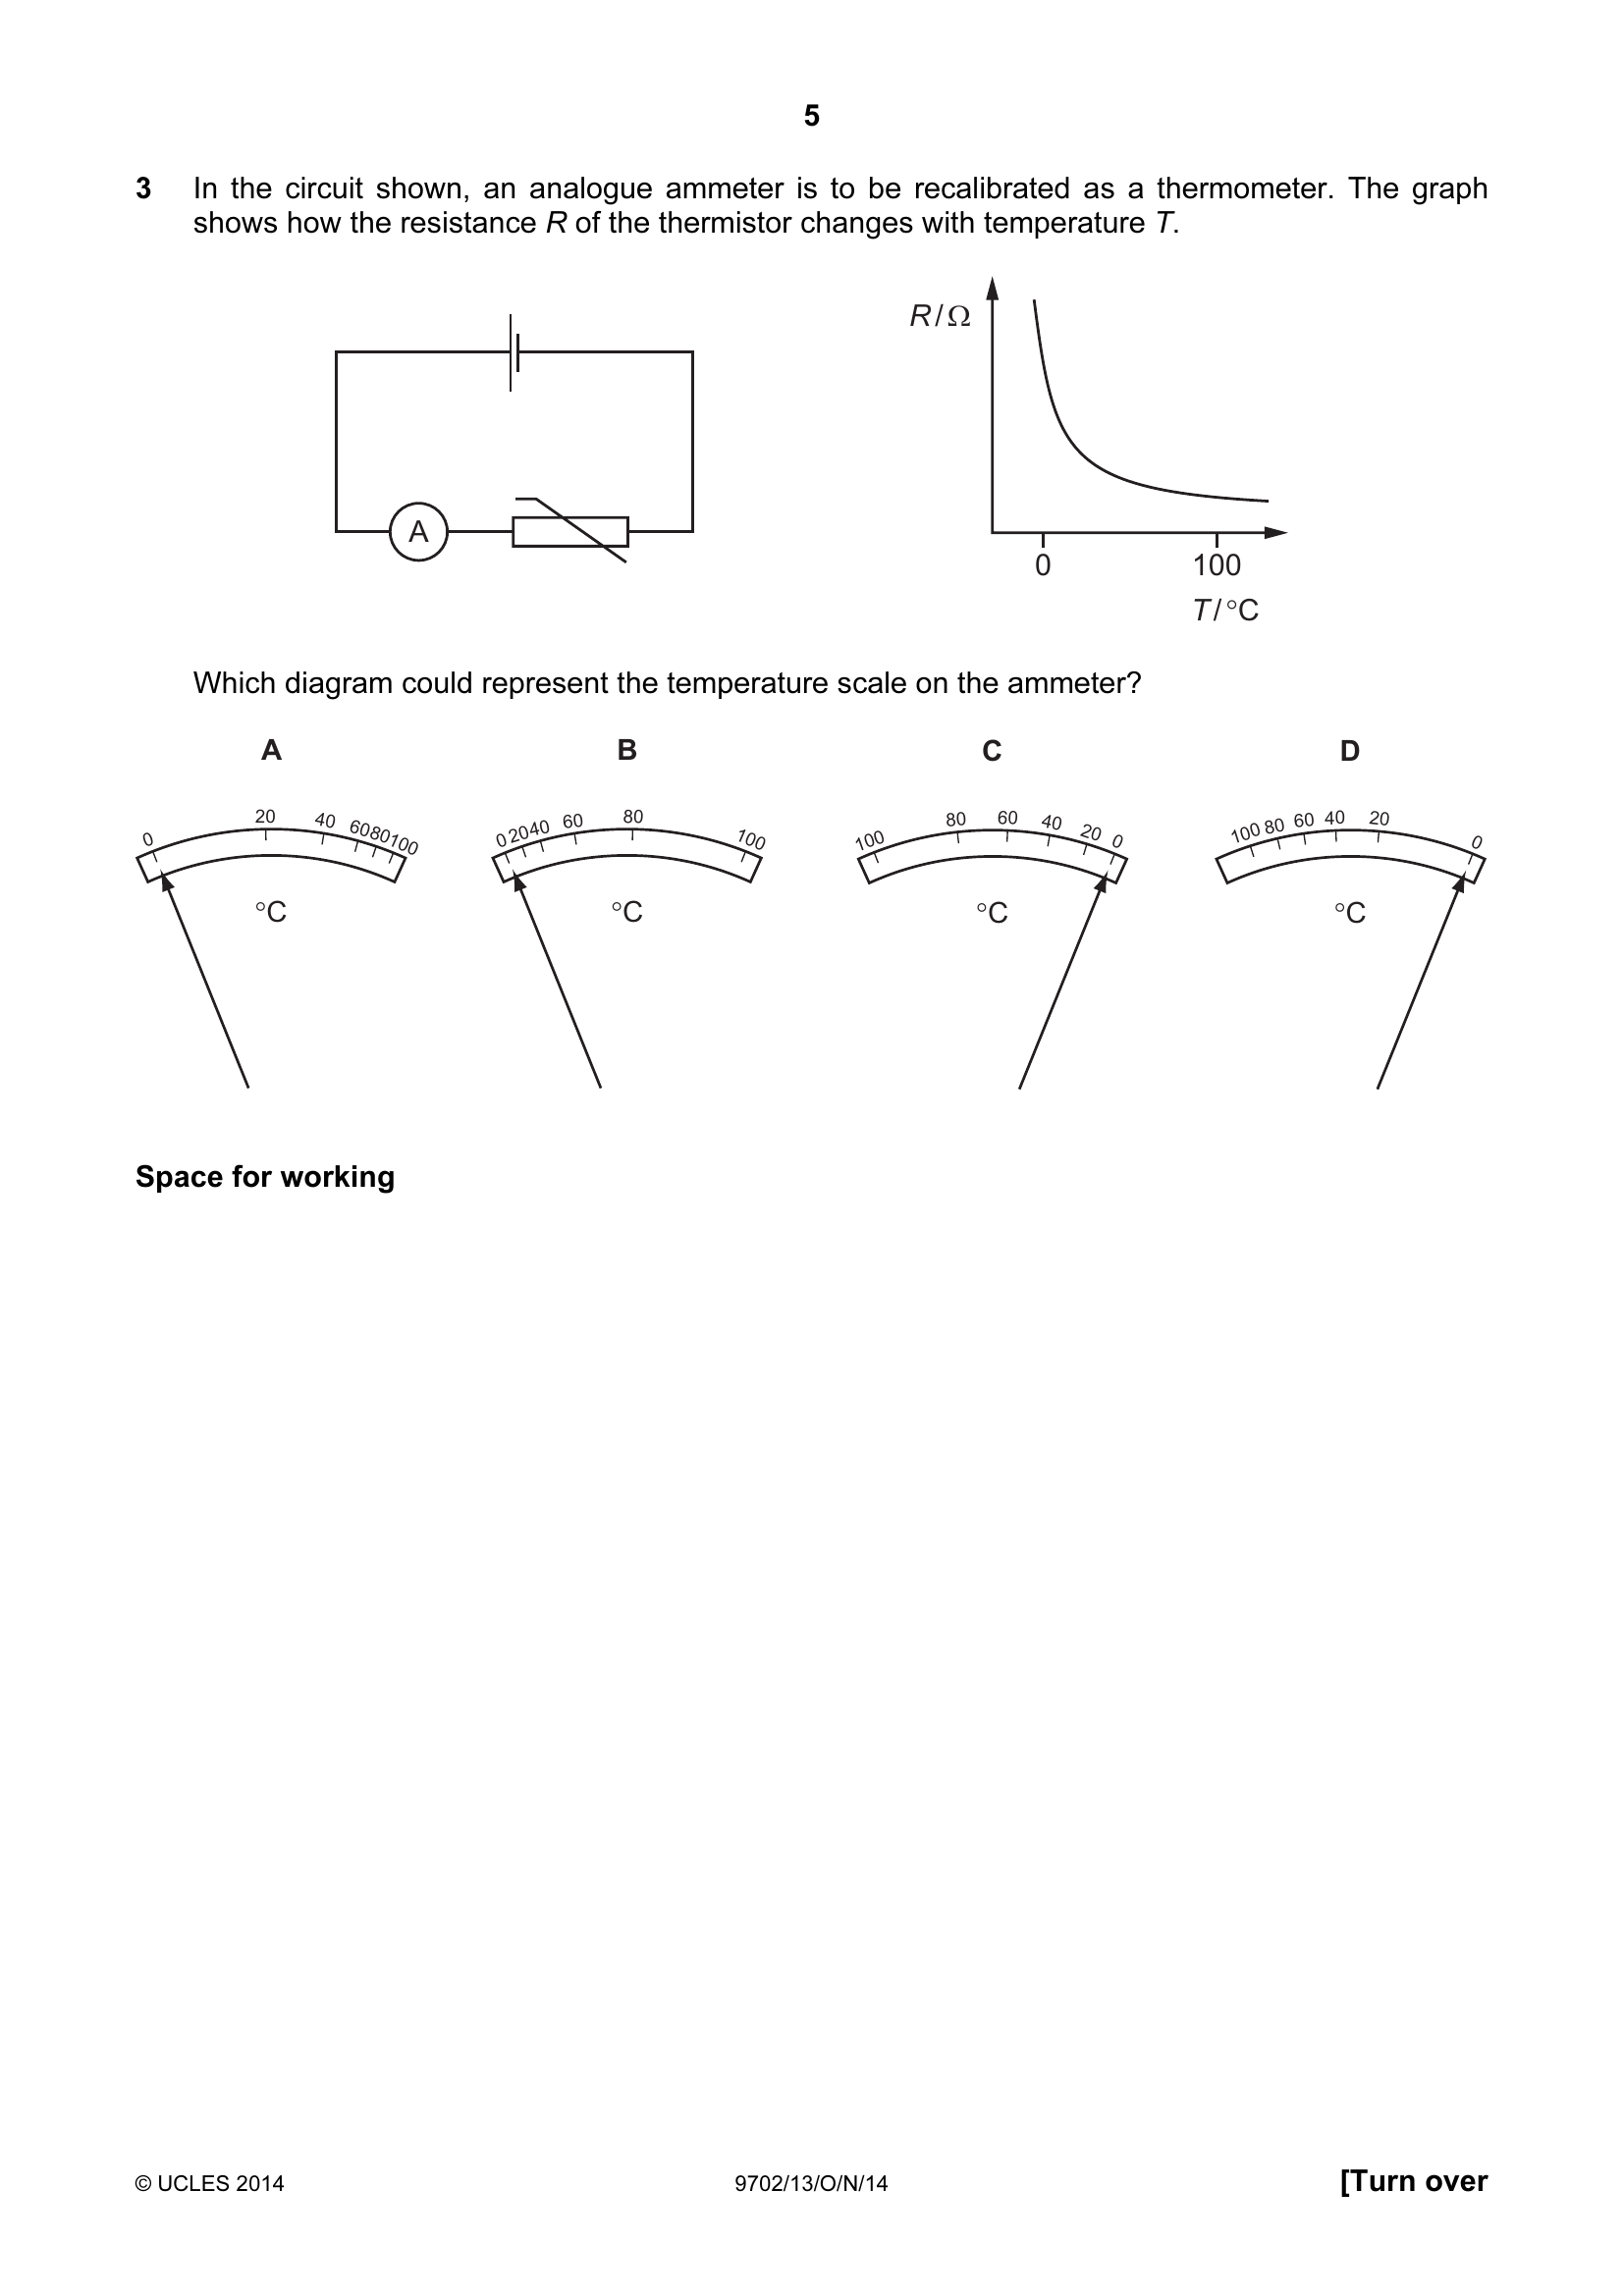 5
3 In the circuit shown, an analogue ammeter is to be recalibrated as a thermometer. The graph
shows how the resistance R of the thermistor changes with temperature T.
R/Ω
A
0 100
T/°C
Which diagram could represent the temperature scale on the ammeter?
A B C D
0 20 40 60 80 100
°C
0 20 40 60 80 100
°C
100 80 60 40 20 0
°C
100 80 60 40 20 0
°C
Space for working
© UCLES 2014 9702/13/O/N/14 [Turn over